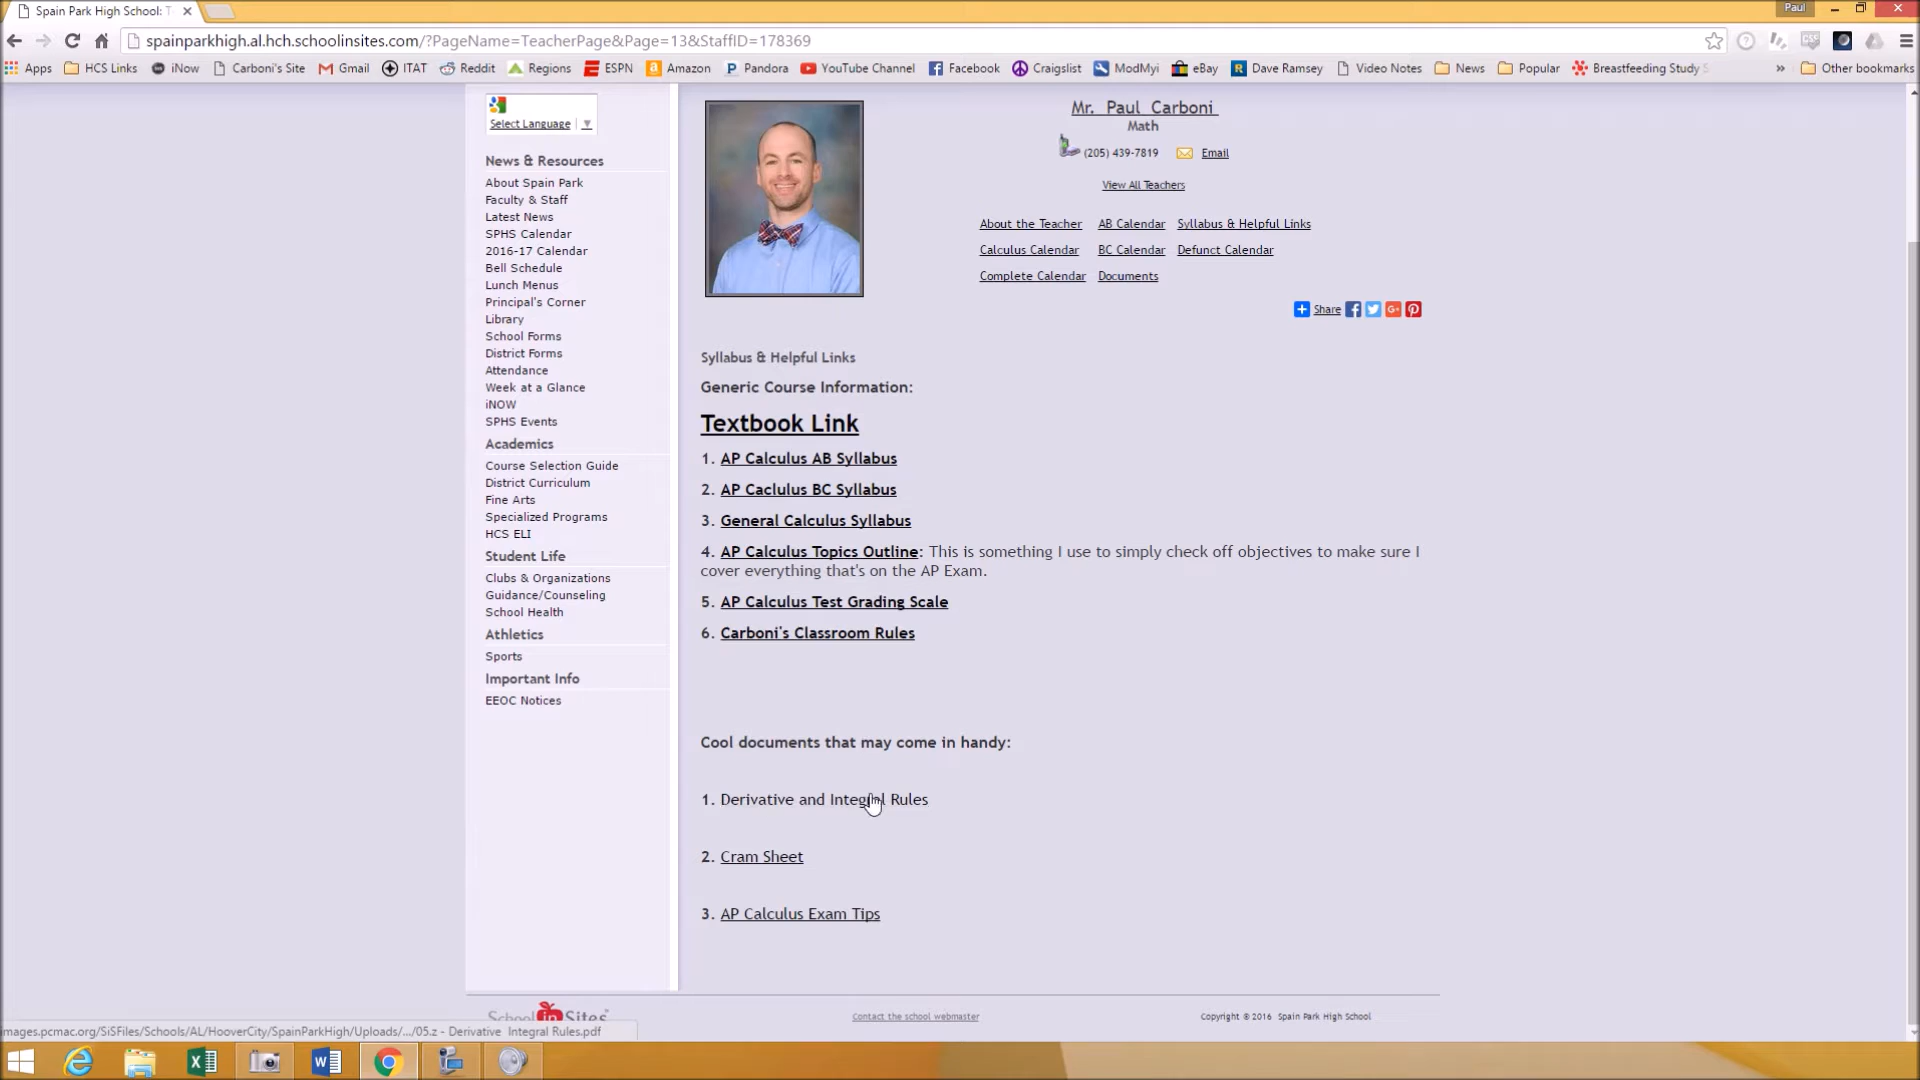 Spain Park High School: T
Paul
spainparkhigh.al.hch.schoolinsites.com/?PageName=TeacherPage&Page=13&StaffID=178369
Apps HCS Links iNow Carboni's Site Gmail ITAT Reddit Regions ESPN Amazon Pandora YouTube Channel Facebook Craigslist ModMyi eBay Dave Ramsey Video Notes News Popular Breastfeeding Study » Other bookmarks
Select Language
News & Resources
About Spain Park
Faculty & Staff
Latest News
SPHS Calendar
2016-17 Calendar
Bell Schedule
Lunch Menus
Principal's Corner
Library
School Forms
District Forms
Attendance
Week at a Glance
iNOW
SPHS Events
Academics
Course Selection Guide
District Curriculum
Fine Arts
Specialized Programs
HCS ELI
Student Life
Clubs & Organizations
Guidance/Counseling
School Health
Athletics
Sports
Important Info
EEOC Notices
Mr. Paul Carboni
Math
(205) 439-7819 Email
View All Teachers
About the Teacher AB Calendar Syllabus & Helpful Links
Calculus Calendar BC Calendar Defunct Calendar
Complete Calendar Documents
Share
Syllabus & Helpful Links
Generic Course Information:
Textbook Link
1. AP Calculus AB Syllabus
2. AP Caclulus BC Syllabus
3. General Calculus Syllabus
4. AP Calculus Topics Outline: This is something I use to simply check off objectives to make sure I
cover everything that's on the AP Exam.
5. AP Calculus Test Grading Scale
6. Carboni's Classroom Rules
Cool documents that may come in handy:
1. Derivative and Integral Rules
2. Cram Sheet
3. AP Calculus Exam Tips
School in Sites
Contact the school webmaster
Copyright © 2016 Spain Park High School
images.pcmac.org/SiSFiles/Schools/AL/HooverCity/SpainParkHigh/Uploads/.../05.z - Derivative Integral Rules.pdf